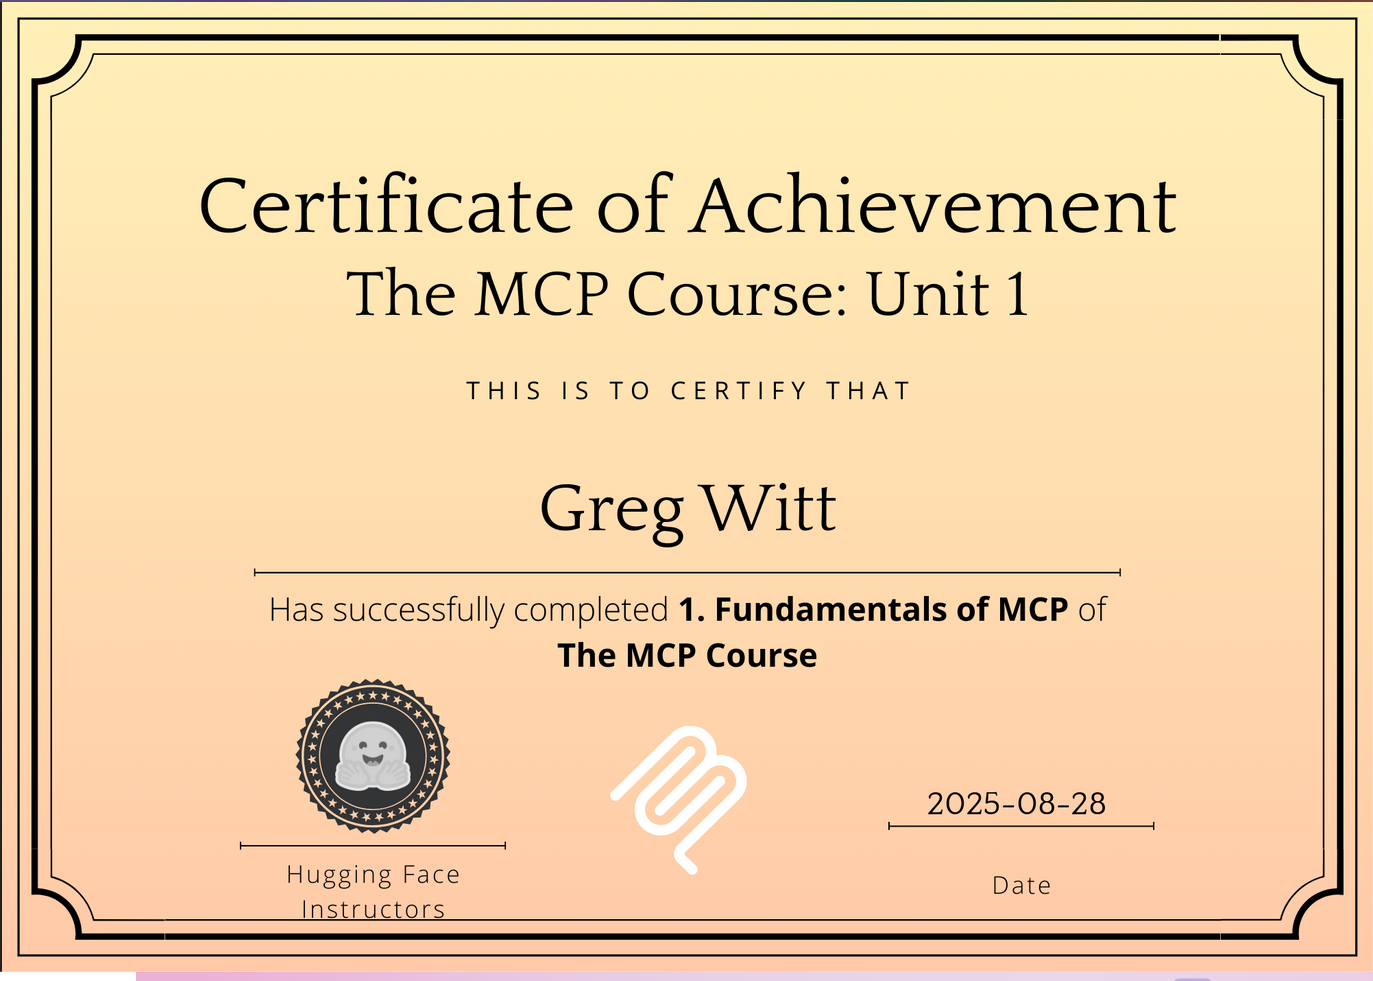 Certificate of Achievement
The MCP Course: Unit 1
THIS IS TO CERTIFY THAT
Greg Witt
Has successfully completed 1. Fundamentals of MCP of
The MCP Course
2025-08-28
Hugging Face
Instructors
Date